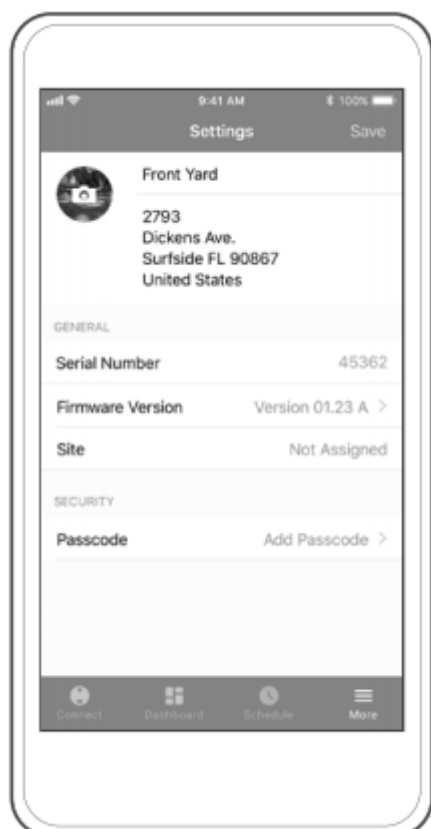 9:41 AM
100%
Settings
Save
Front Yard
2793
Dickens Ave.
Surfside FL 90867
United States
GENERAL
Serial Number 45362
Firmware Version Version 01.23 A >
Site Not Assigned
SECURITY
Passcode Add Passcode >
Connect Dashboard Schedule More